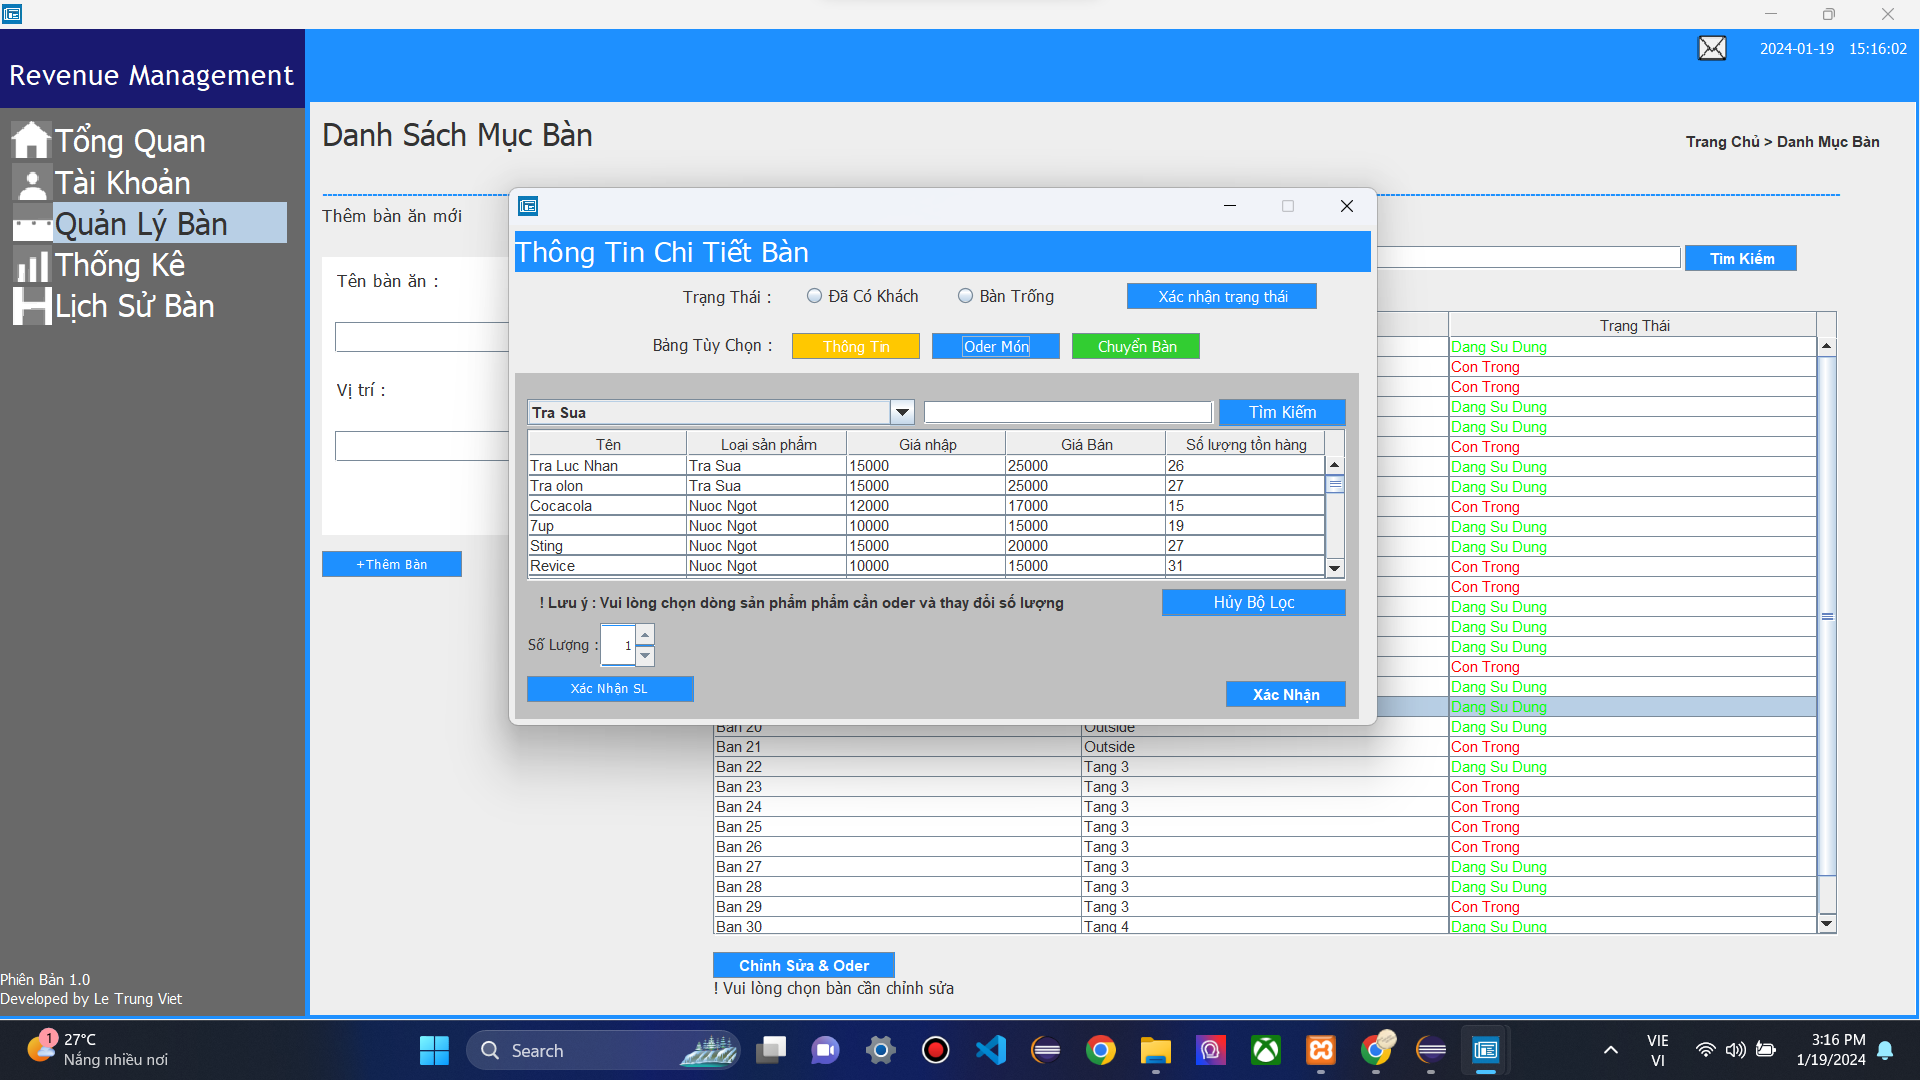 2024-01-19 15:16:02
Revenue Management
Tổng Quan
Tài Khoản
Quản Lý Bàn
Thống Kê
Lịch Sử Bàn
Phiên Bản 1.0
Developed by Le Trung Viet
Danh Sách Mục Bàn
Trang Chủ > Danh Mục Bàn
Thêm bàn ăn mới
Tên bàn ăn :
Vị trí :
+Thêm Bàn
Tìm Kiếm
Thông Tin Chi Tiết Bàn
Trạng Thái : Đã Có Khách Bàn Trống Xác nhận trạng thái
Bảng Tùy Chọn : Thông Tin Oder Món Chuyển Bàn
Tra Sua Tìm Kiếm
Tên Loại sản phẩm Giá nhập Giá Bán Số lượng tồn hàng
Tra Luc Nhan Tra Sua 15000 25000 26
Tra olon Tra Sua 15000 25000 27
Cocacola Nuoc Ngot 12000 17000 15
7up Nuoc Ngot 10000 15000 19
Sting Nuoc Ngot 15000 20000 27
Revice Nuoc Ngot 10000 15000 31
! Lưu ý : Vui lòng chọn dòng sản phẩm phẩm cần oder và thay đổi số lượng
Hủy Bộ Lọc
Số Lượng : 1
Xác Nhận SL
Xác Nhận
Trạng Thái
Dang Su Dung
Con Trong
Con Trong
Dang Su Dung
Dang Su Dung
Con Trong
Dang Su Dung
Dang Su Dung
Con Trong
Dang Su Dung
Dang Su Dung
Con Trong
Con Trong
Dang Su Dung
Dang Su Dung
Dang Su Dung
Con Trong
Dang Su Dung
Dang Su Dung
Ban 20 Outside Dang Su Dung
Ban 21 Outside Con Trong
Ban 22 Tang 3 Dang Su Dung
Ban 23 Tang 3 Con Trong
Ban 24 Tang 3 Con Trong
Ban 25 Tang 3 Con Trong
Ban 26 Tang 3 Con Trong
Ban 27 Tang 3 Dang Su Dung
Ban 28 Tang 3 Dang Su Dung
Ban 29 Tang 3 Con Trong
Ban 30 Tang 4 Dang Su Dung
Chỉnh Sửa & Oder
! Vui lòng chọn bàn cần chỉnh sửa
1
27°C
Nắng nhiều nơi
Search
VIE
VI
3:16 PM
1/19/2024